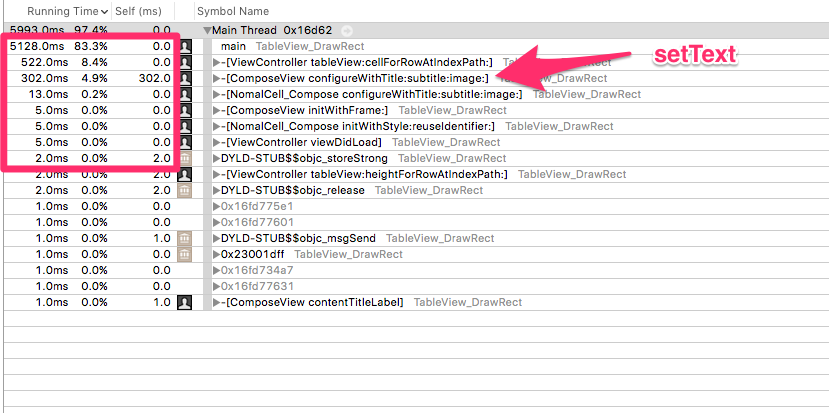 Running Time Self (ms) Symbol Name
5993.0ms 97.4% 0.0 ▼Main Thread 0x16d62
5128.0ms 83.3% 0.0 main TableView_DrawRect
522.0ms 8.4% 0.0 ▶-[ViewController tableView:cellForRowAtIndexPath:] TableView_DrawRect
302.0ms 4.9% 302.0 ▶-[ComposeView configureWithTitle:subtitle:image:] TableView_DrawRect
setText
13.0ms 0.2% 0.0 ▶-[NomalCell_Compose configureWithTitle:subtitle:image:] TableView_DrawRect
5.0ms 0.0% 0.0 ▶-[ComposeView initWithFrame:] TableView_DrawRect
5.0ms 0.0% 0.0 ▶-[NomalCell_Compose initWithStyle:reuseIdentifier:] TableView_DrawRect
5.0ms 0.0% 0.0 ▶-[ViewController viewDidLoad] TableView_DrawRect
2.0ms 0.0% 2.0 ▶DYLD-STUB$$objc_storeStrong TableView_DrawRect
2.0ms 0.0% 0.0 ▶-[ViewController tableView:heightForRowAtIndexPath:] TableView_DrawRect
2.0ms 0.0% 2.0 ▶DYLD-STUB$$objc_release TableView_DrawRect
1.0ms 0.0% 0.0 ▶0x16fd775e1
1.0ms 0.0% 0.0 ▶0x16fd77601
1.0ms 0.0% 1.0 ▶DYLD-STUB$$objc_msgSend TableView_DrawRect
1.0ms 0.0% 0.0 ▶0x23001dff TableView_DrawRect
1.0ms 0.0% 0.0 ▶0x16fd734a7
1.0ms 0.0% 0.0 ▶0x16fd77631
1.0ms 0.0% 1.0 ▶-[ComposeView contentTitleLabel] TableView_DrawRect